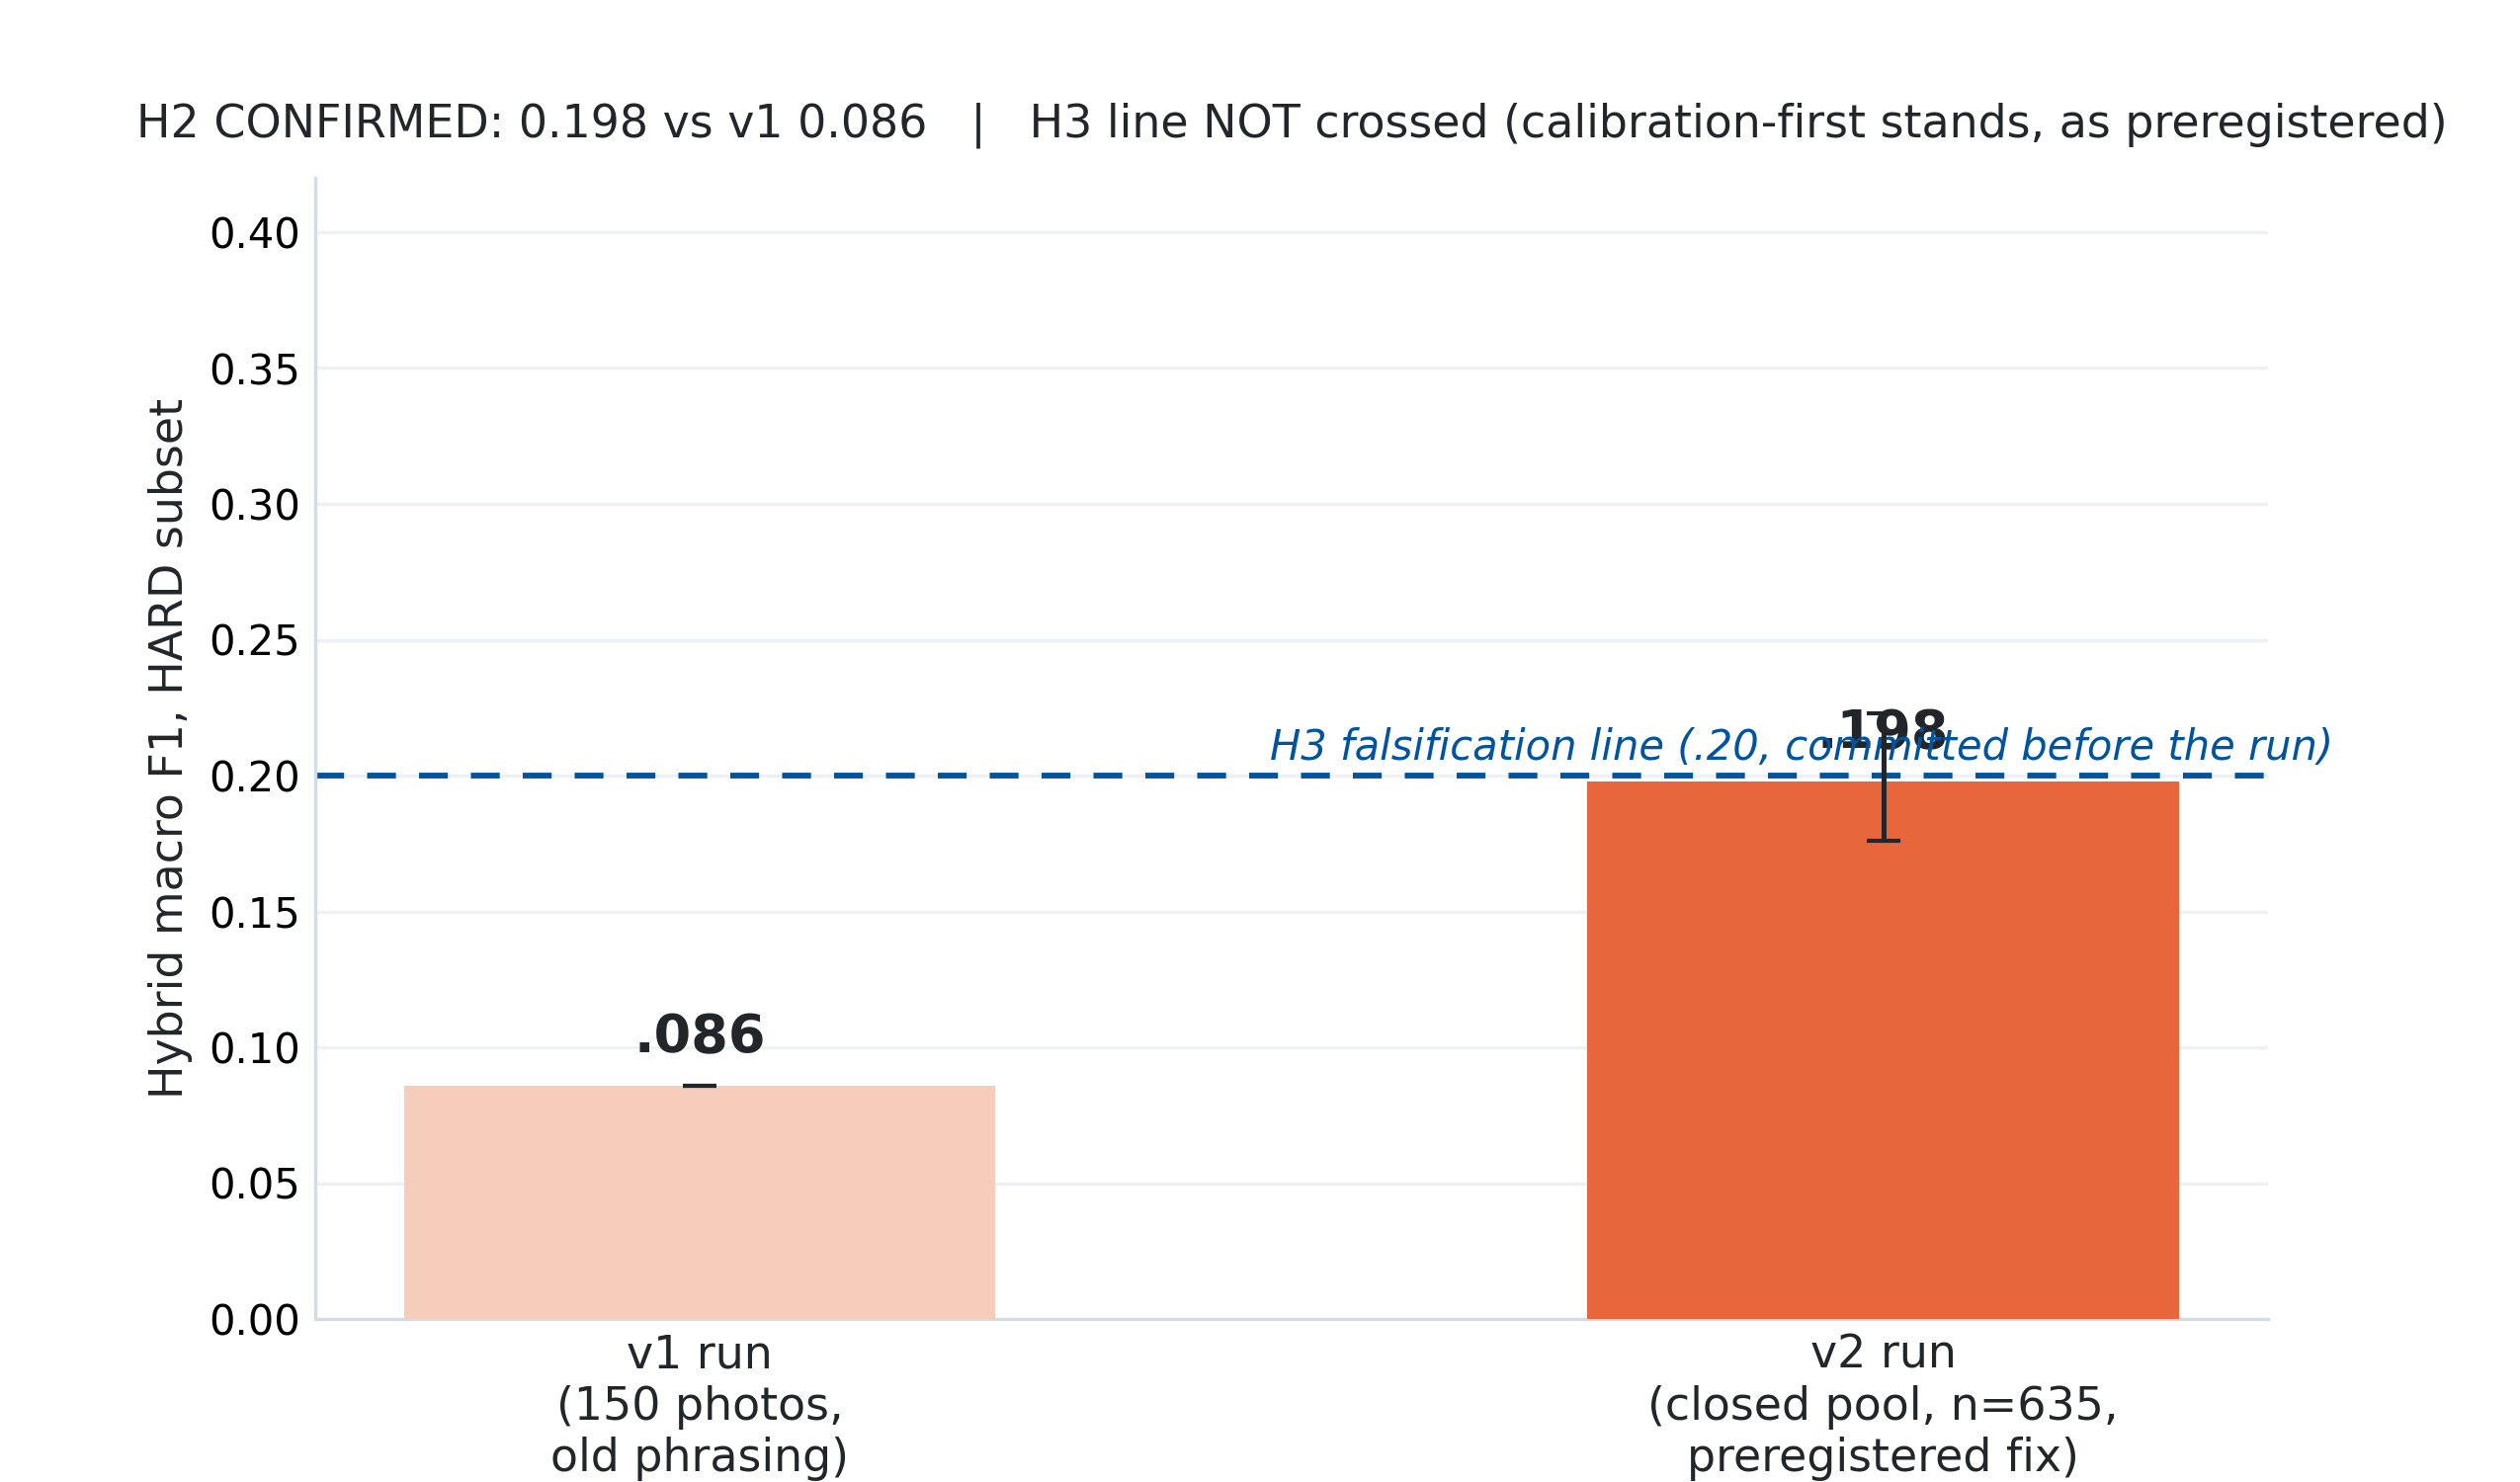 H2 CONFIRMED: 0.198 vs v1 0.086 | H3 line NOT crossed (calibration-first stands, as preregistered)
Hybrid macro F1, HARD subset
0.40
0.35
0.30
0.25
0.20
0.15
0.10
0.05
0.00
.198
H3 falsification line (.20, committed before the run)
.086
v1 run
(150 photos,
old phrasing)
v2 run
(closed pool, n=635,
preregistered fix)